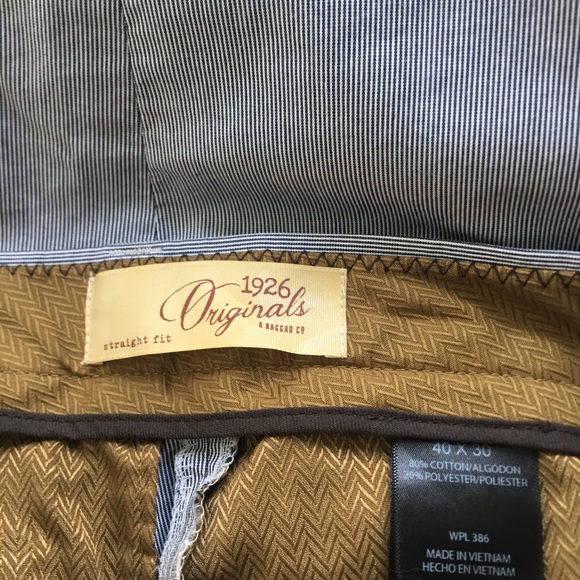 1926
Originals
A HAGGAR CO
straight fit
40 X 30
80% COTTON/ALGODON
20% POLYESTER/POLIESTER
WPL 386
MADE IN VIETNAM
HECHO EN VIETNAM